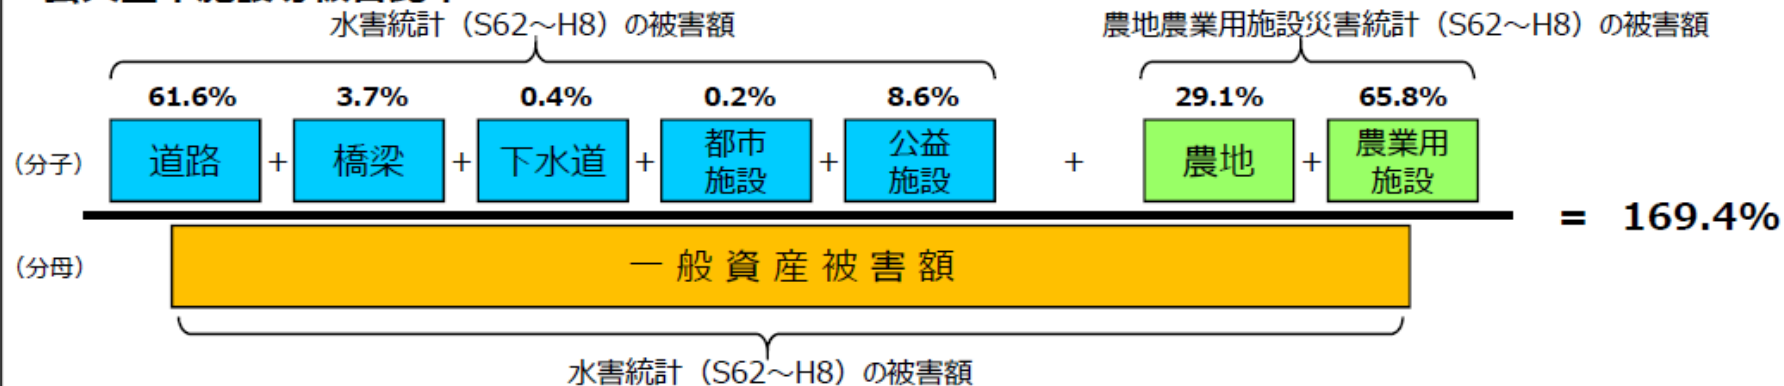 水害統計（S62～H8）の被害額
農地農業用施設災害統計（S62～H8）の被害額
61.6% 3.7% 0.4% 0.2% 8.6% 29.1% 65.8%
（分子） 道路 + 橋梁 + 下水道 + 都市施設 + 公益施設 + 農地 + 農業用施設
= 169.4%
（分母） 一般資産被害額
水害統計（S62～H8）の被害額